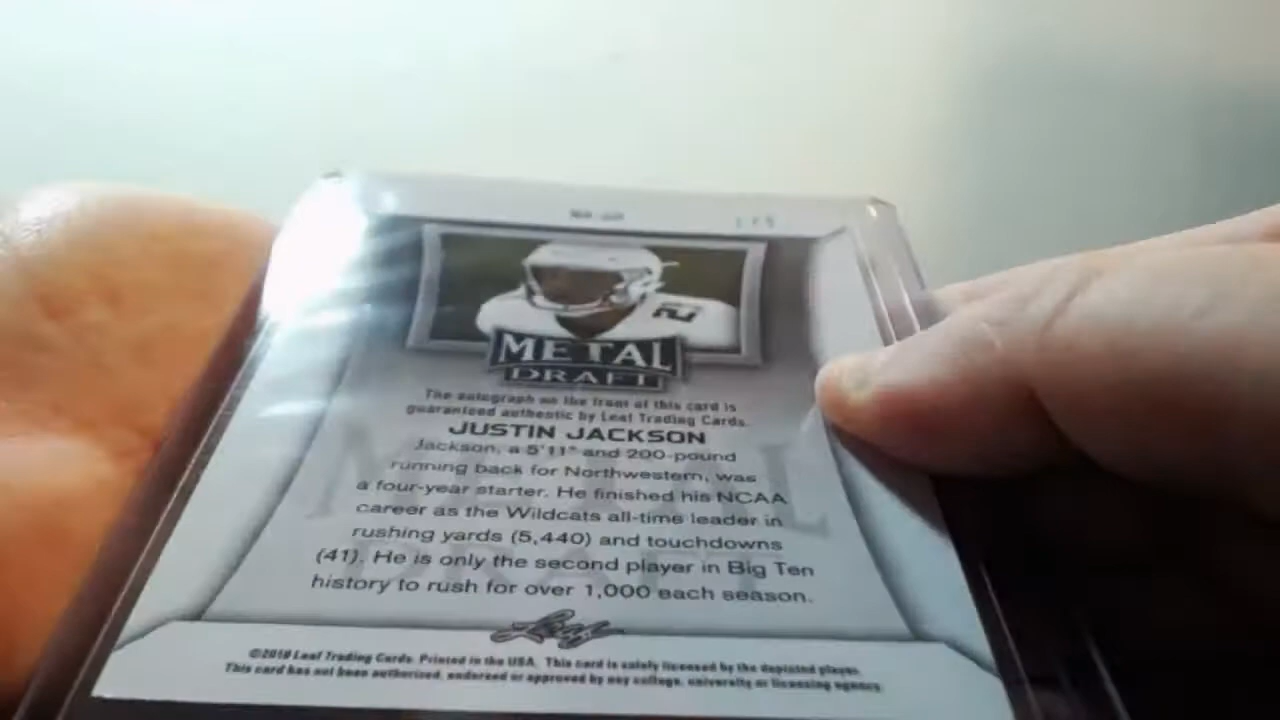 METAL
DRAFT
The autograph on the front of this card is
guaranteed authentic by Leaf Trading Cards.
JUSTIN JACKSON
Jackson, a 5'11" and 200-pound
running back for Northwestern, was
a four-year starter. He finished his NCAA
career as the Wildcats all-time leader in
rushing yards (5,440) and touchdowns
(41). He is only the second player in Big Ten
history to rush for over 1,000 each season.
Leaf
©2018 Leaf Trading Cards. Printed in the USA. This card is solely licensed by the depicted player.
This card has not been authorized, endorsed or approved by any college, university or licensing agency.